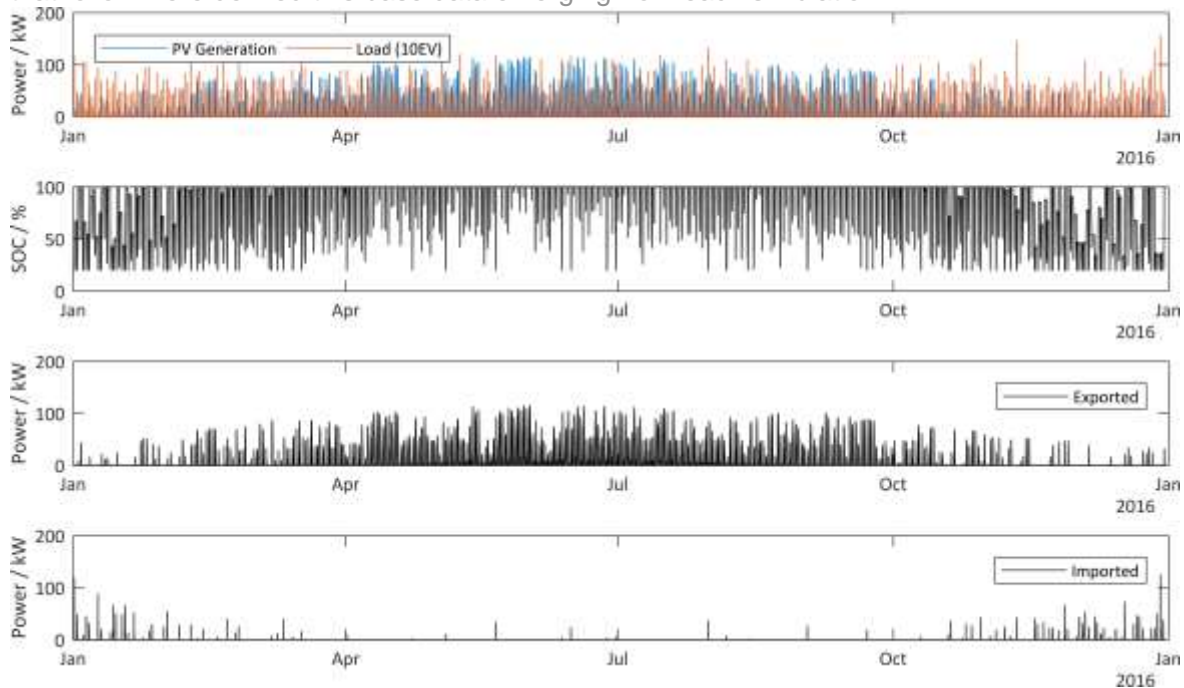 200
Power / kW
PV Generation
Load (10EV)
100
0
Jan
Apr
Jul
Oct
Jan
2016
100
SOC / %
50
0
Jan
Apr
Jul
Oct
Jan
2016
200
Power / kW
100
Exported
0
Jan
Apr
Jul
Oct
Jan
2016
200
Power / kW
100
Imported
0
Jan
Apr
Jul
Oct
Jan
2016